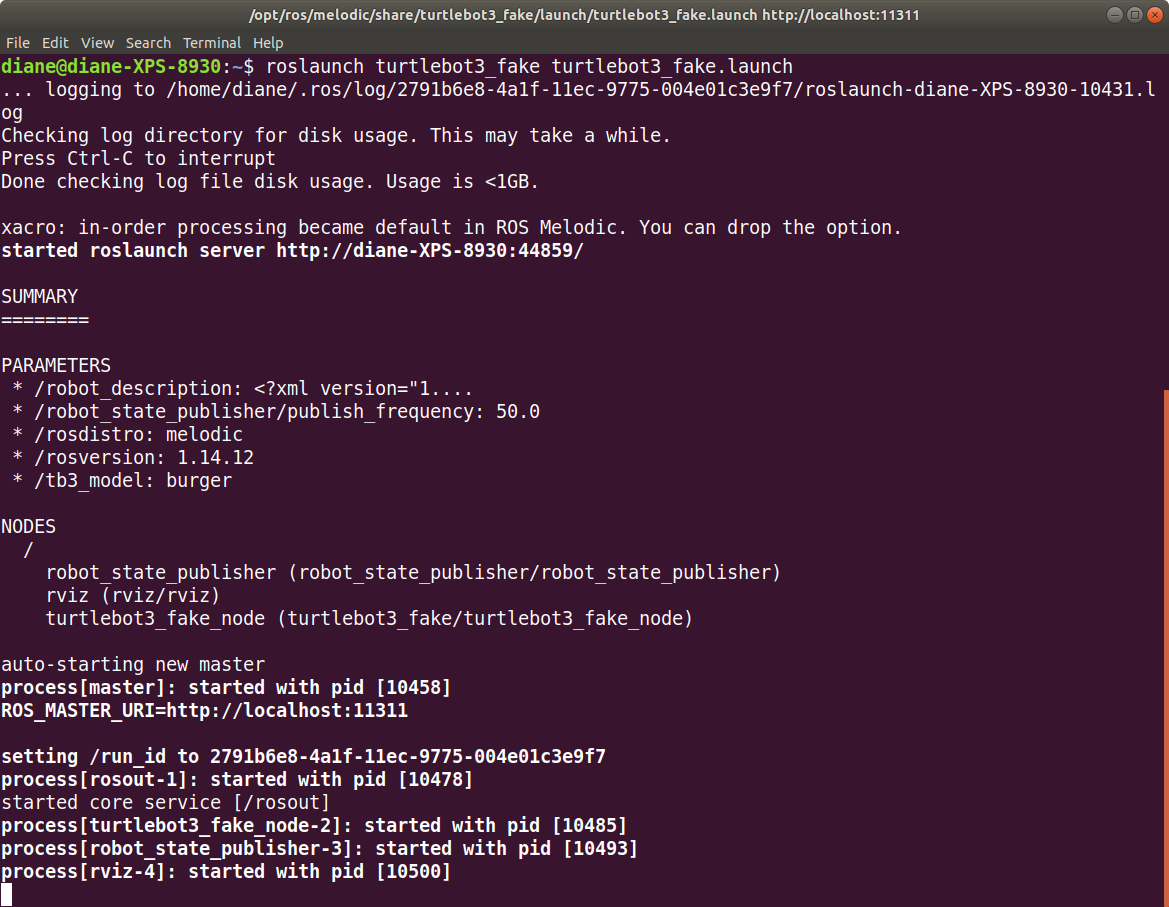 /opt/ros/melodic/share/turtlebot3_fake/launch/turtlebot3_fake.launch http://localhost:11311
File Edit View Search Terminal Help
diane@diane-XPS-8930:~$ roslaunch turtlebot3_fake turtlebot3_fake.launch
... logging to /home/diane/.ros/log/2791b6e8-4a1f-11ec-9775-004e01c3e9f7/roslaunch-diane-XPS-8930-10431.l
og
Checking log directory for disk usage. This may take a while.
Press Ctrl-C to interrupt
Done checking log file disk usage. Usage is <1GB.
xacro: in-order processing became default in ROS Melodic. You can drop the option.
started roslaunch server http://diane-XPS-8930:44859/
SUMMARY
========
PARAMETERS
 * /robot_description: <?xml version="1....
 * /robot_state_publisher/publish_frequency: 50.0
 * /rosdistro: melodic
 * /rosversion: 1.14.12
 * /tb3_model: burger
NODES
  /
    robot_state_publisher (robot_state_publisher/robot_state_publisher)
    rviz (rviz/rviz)
    turtlebot3_fake_node (turtlebot3_fake/turtlebot3_fake_node)
auto-starting new master
process[master]: started with pid [10458]
ROS_MASTER_URI=http://localhost:11311
setting /run_id to 2791b6e8-4a1f-11ec-9775-004e01c3e9f7
process[rosout-1]: started with pid [10478]
started core service [/rosout]
process[turtlebot3_fake_node-2]: started with pid [10485]
process[robot_state_publisher-3]: started with pid [10493]
process[rviz-4]: started with pid [10500]